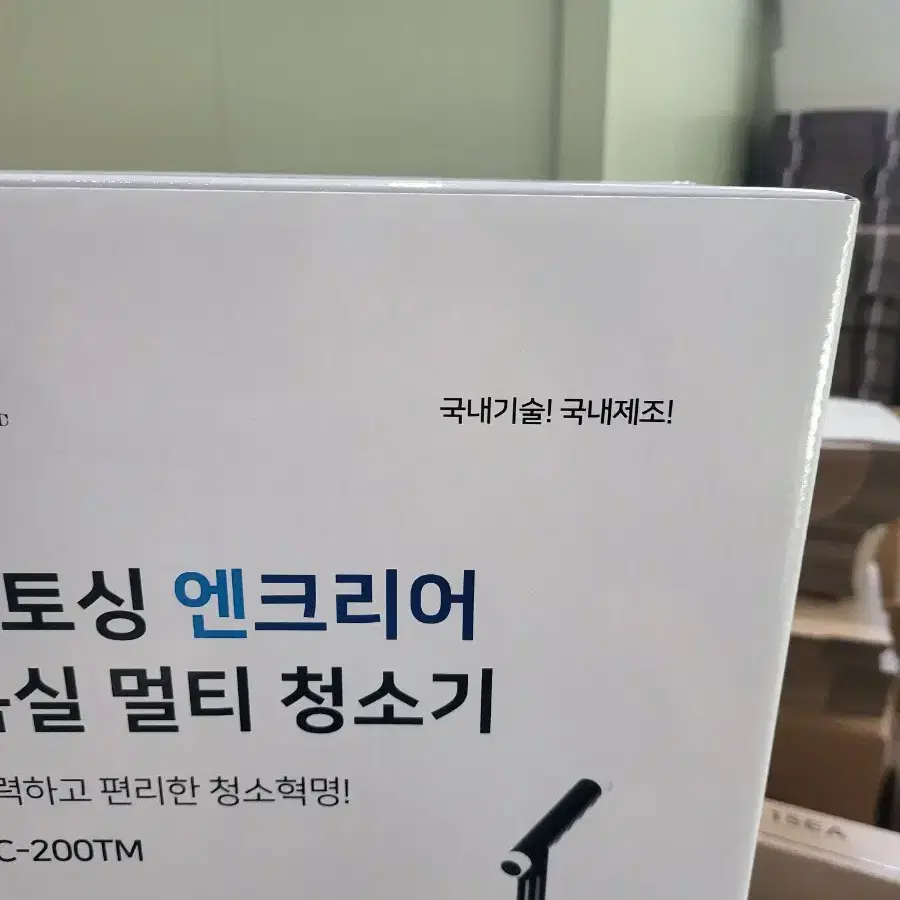 국내기술! 국내제조!
토싱 엔크리어
실 멀티 청소기
력하고 편리한 청소혁명!
C-200TM